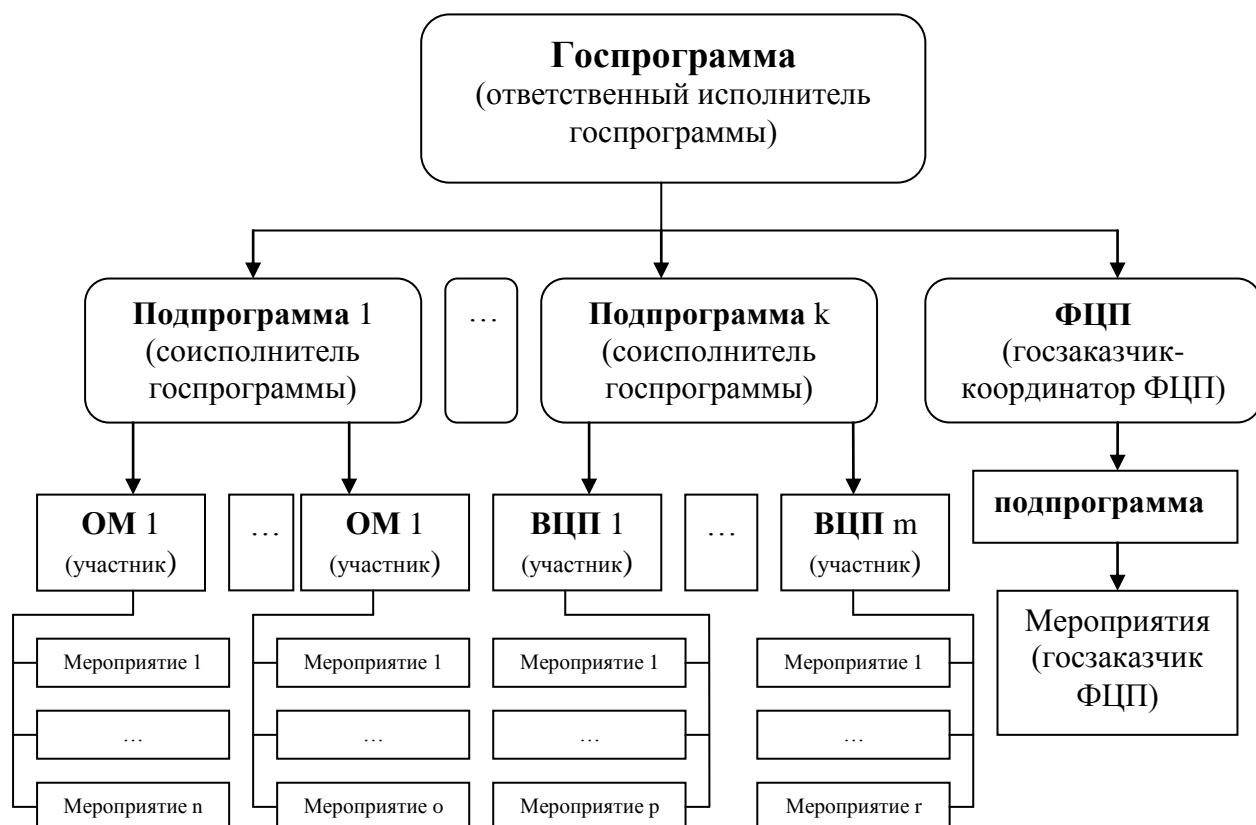 Госпрограмма
(ответственный исполнитель
госпрограммы)
Подпрограмма 1
(соисполнитель
госпрограммы)
…
Подпрограмма k
(соисполнитель
госпрограммы)
ФЦП
(госзаказчик-
координатор ФЦП)
ОМ 1
(участник)
…
ОМ 1
(участник)
ВЦП 1
(участник)
…
ВЦП m
(участник)
подпрограмма
Мероприятие 1
…
Мероприятие n
Мероприятие 1
…
Мероприятие o
Мероприятие 1
…
Мероприятие p
Мероприятие 1
…
Мероприятие r
Мероприятия
(госзаказчик
ФЦП)